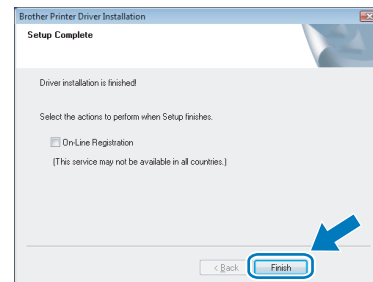 Brother Printer Driver Installation
Setup Complete
Driver installation is finished!
Select the actions to perform when Setup finishes.
On-Line Registration
(This service may not be available in all countries.)
< Back
Finish